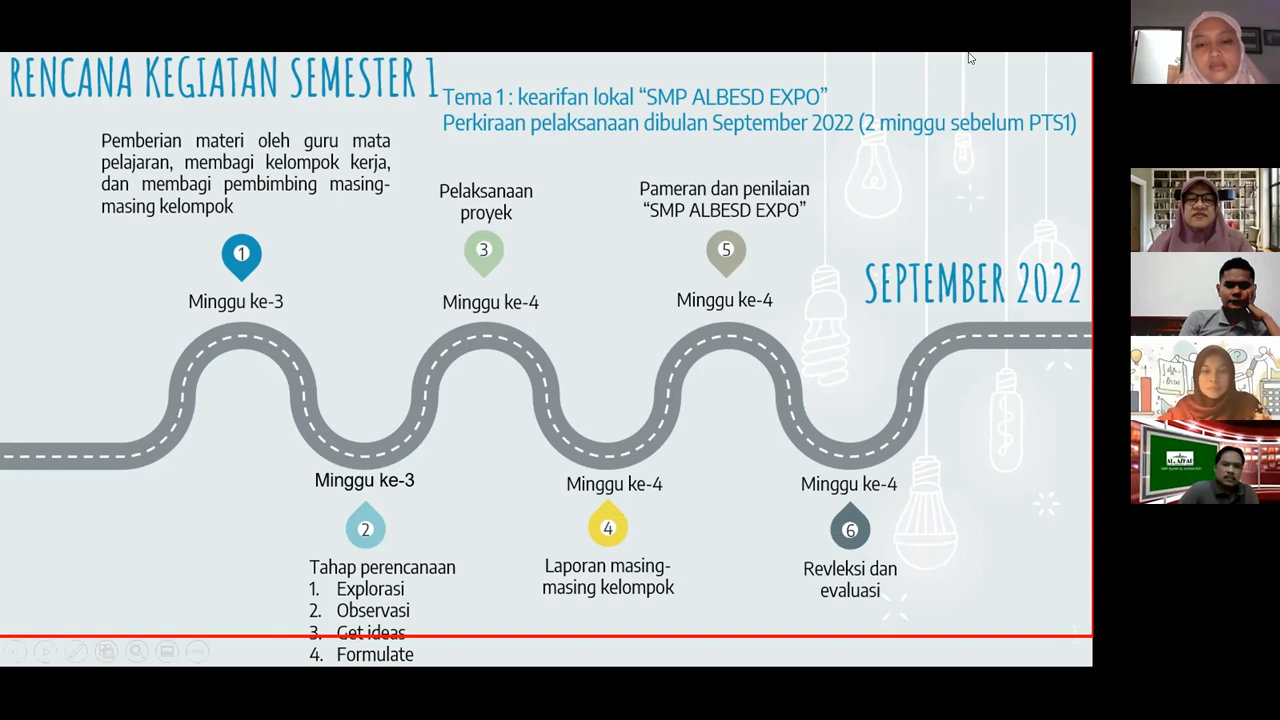 RENCANA KEGIATAN SEMESTER 1
Tema 1 : kearifan lokal “SMP ALBESD EXPO”
Perkiraan pelaksanaan dibulan September 2022 (2 minggu sebelum PTS1)
Pemberian materi oleh guru mata
pelajaran, membagi kelompok kerja,
dan membagi pembimbing masing-
masing kelompok
1
Minggu ke-3
Pelaksanaan
proyek
3
Minggu ke-4
Pameran dan penilaian
“SMP ALBESD EXPO”
5
Minggu ke-4
SEPTEMBER 2022
Minggu ke-3
2
Tahap perencanaan
1. Explorasi
2. Observasi
3. Get ideas
4. Formulate
Minggu ke-4
4
Laporan masing-
masing kelompok
Minggu ke-4
6
Revleksi dan
evaluasi